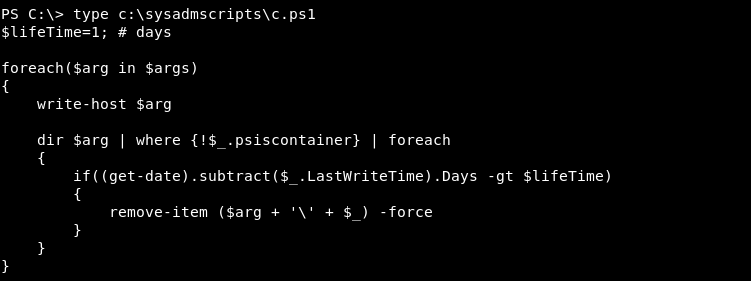 PS C:\> type c:\sysadmscripts\c.ps1
$lifeTime=1; # days

foreach($arg in $args)
{
    write-host $arg

    dir $arg | where {!$_.psiscontainer} | foreach
    {
        if((get-date).subtract($_.LastWriteTime).Days -gt $lifeTime)
        {
            remove-item ($arg + '\' + $_) -force
        }
    }
}